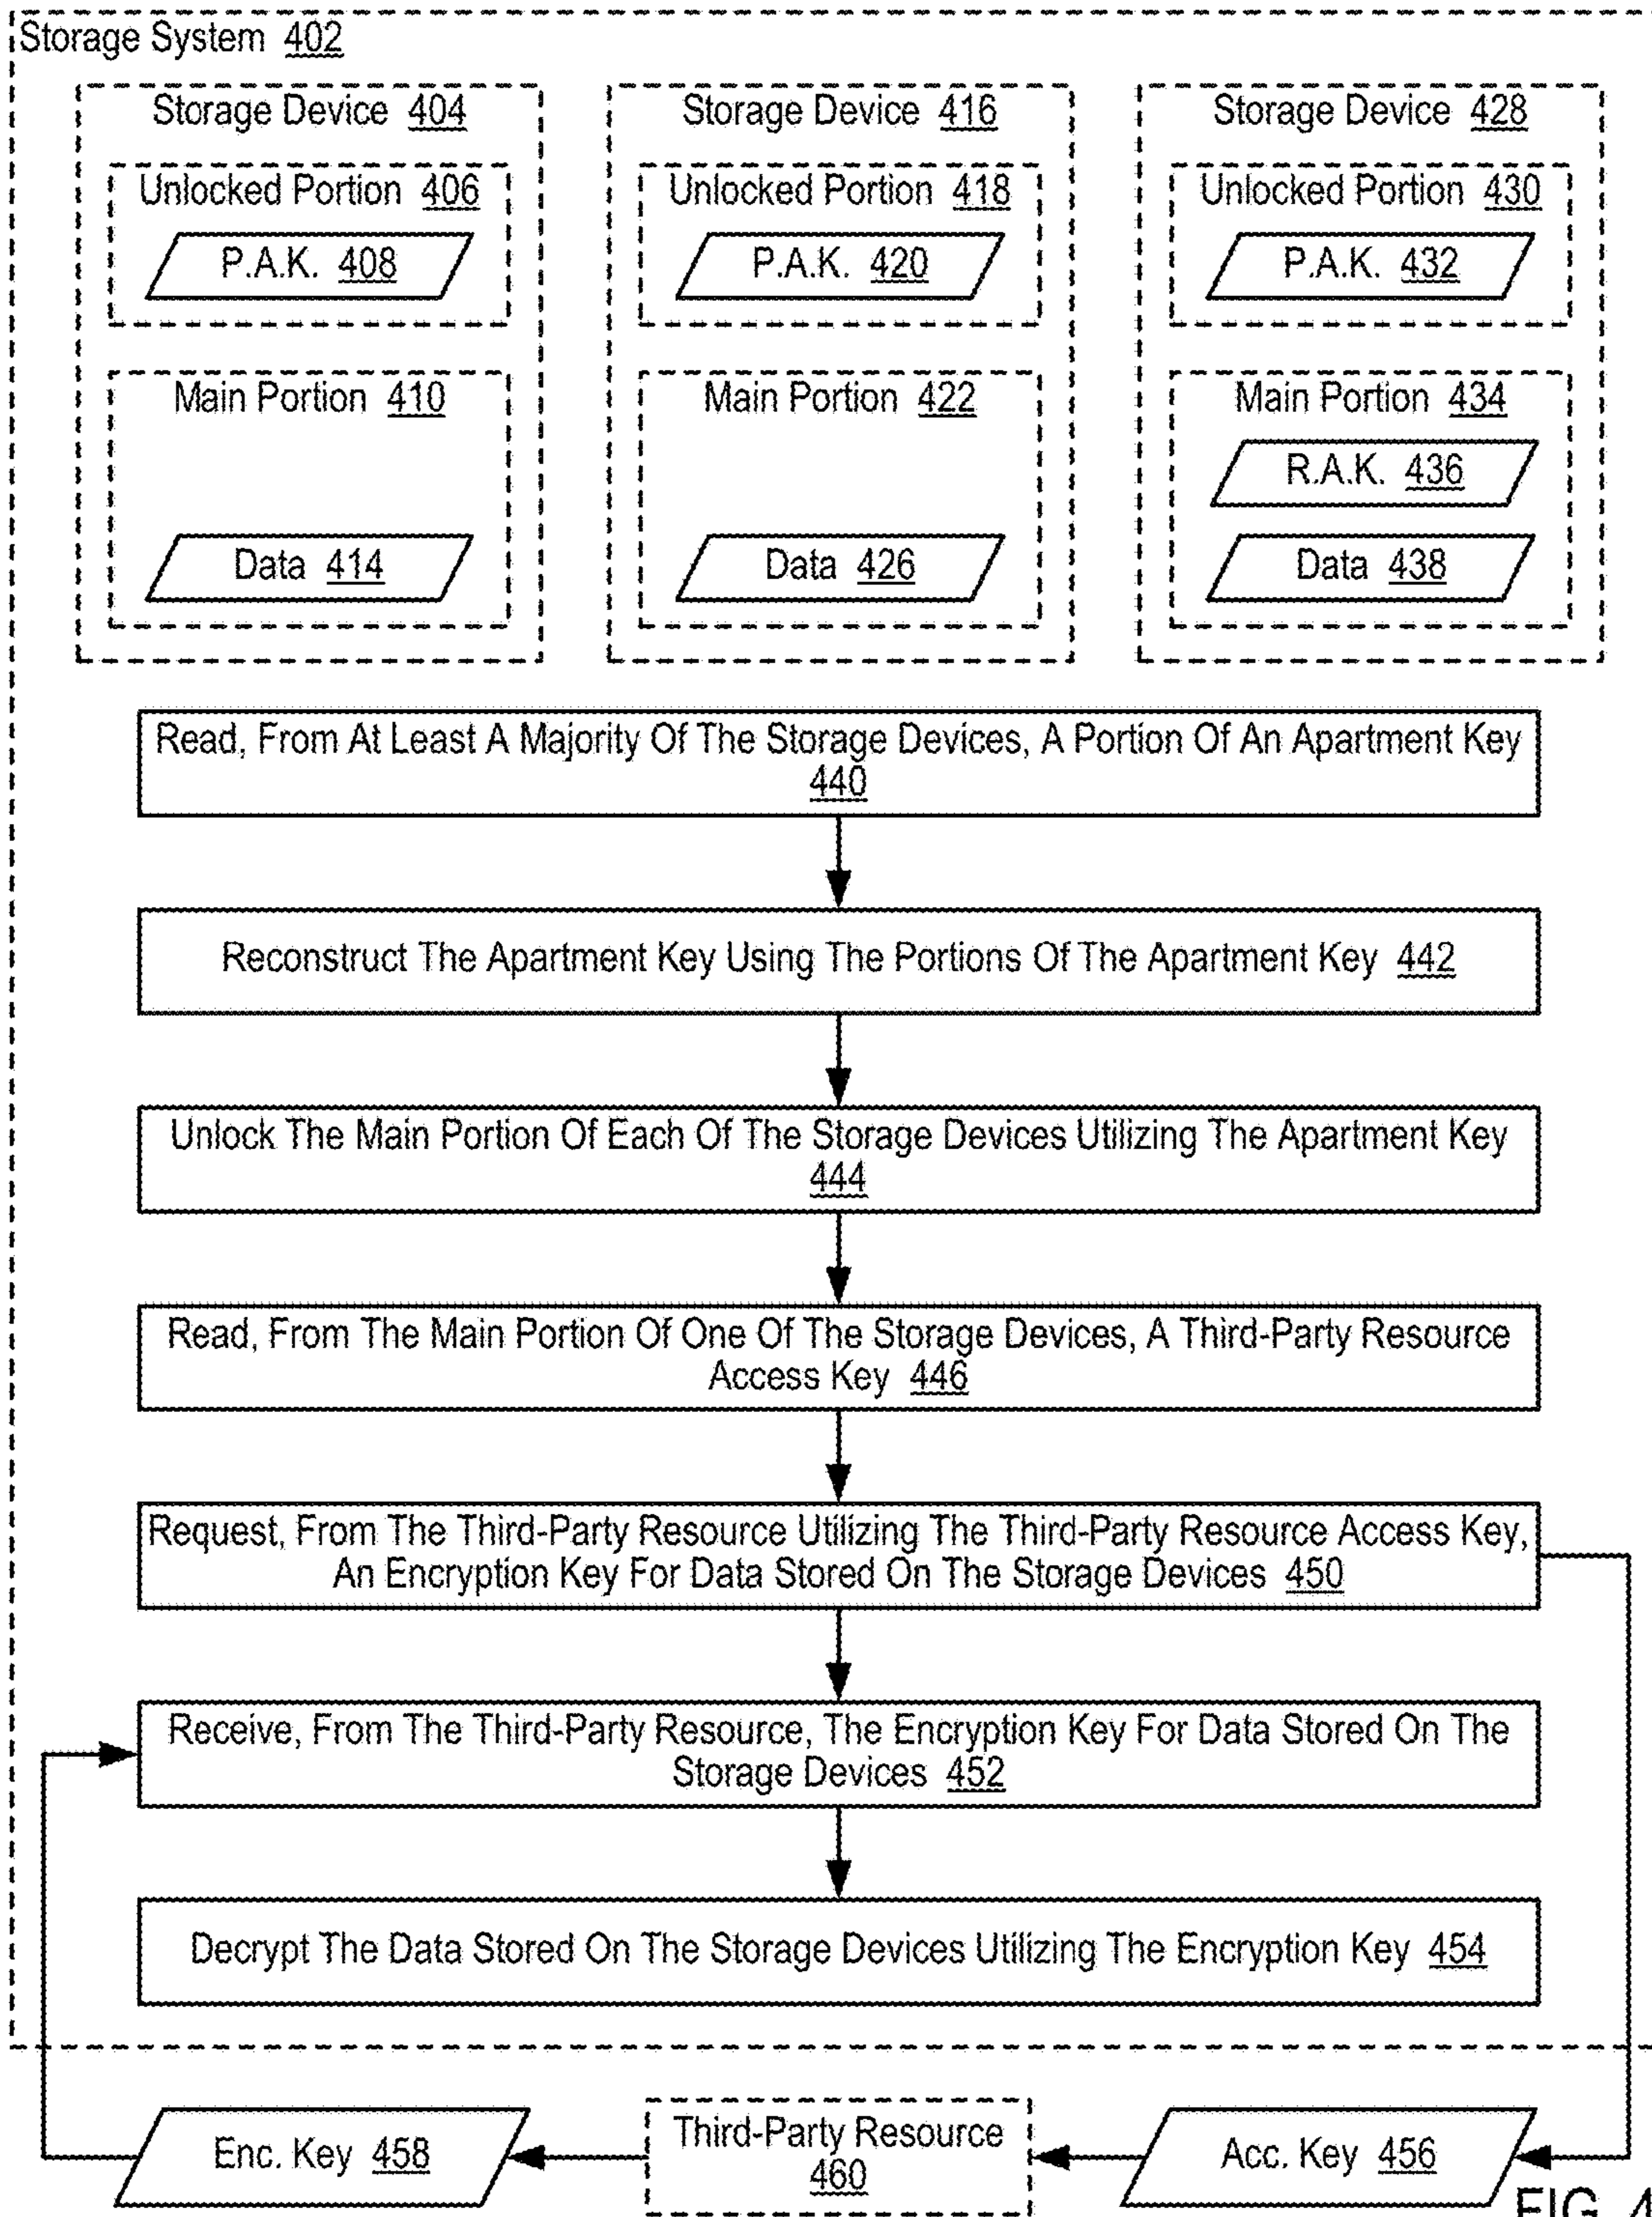 Storage System 402
Storage Device 404
Storage Device 416
Storage Device 428
Unlocked Portion 406
Unlocked Portion 418
Unlocked Portion 430
P.A.K. 408
P.A.K. 420
P.A.K. 432
Main Portion 410
Main Portion 422
Main Portion 434
R.A.K. 436
Data 414
Data 426
Data 438
Read, From At Least A Majority Of The Storage Devices, A Portion Of An Apartment Key
440
Reconstruct The Apartment Key Using The Portions Of The Apartment Key 442
Unlock The Main Portion Of Each Of The Storage Devices Utilizing The Apartment Key
444
Read, From The Main Portion Of One Of The Storage Devices, A Third-Party Resource
Access Key 446
Request, From The Third-Party Resource Utilizing The Third-Party Resource Access Key,
An Encryption Key For Data Stored On The Storage Devices 450
Receive, From The Third-Party Resource, The Encryption Key For Data Stored On The
Storage Devices 452
Decrypt The Data Stored On The Storage Devices Utilizing The Encryption Key 454
Enc. Key 458
Third-Party Resource
460
Acc. Key 456
FIG. 4